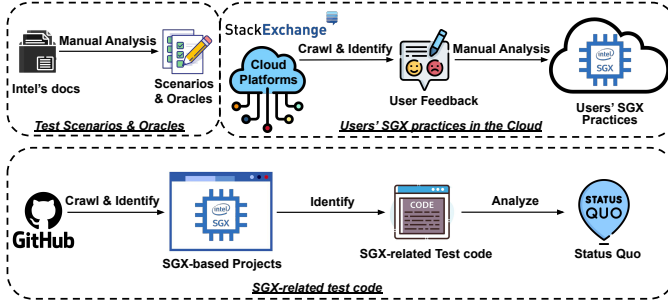 Manual Analysis
Intel's docs
Scenarios
& Oracles
Test Scenarios & Oracles
StackExchange
Cloud
Platforms
Crawl & Identify
User Feedback
Manual Analysis
intel
SGX
Users' SGX
Practices
Users' SGX practices in the Cloud
GitHub
Crawl & Identify
intel
SGX
SGX-based Projects
Identify
CODE
SGX-related Test code
Analyze
STATUS
QUO
Status Quo
SGX-related test code